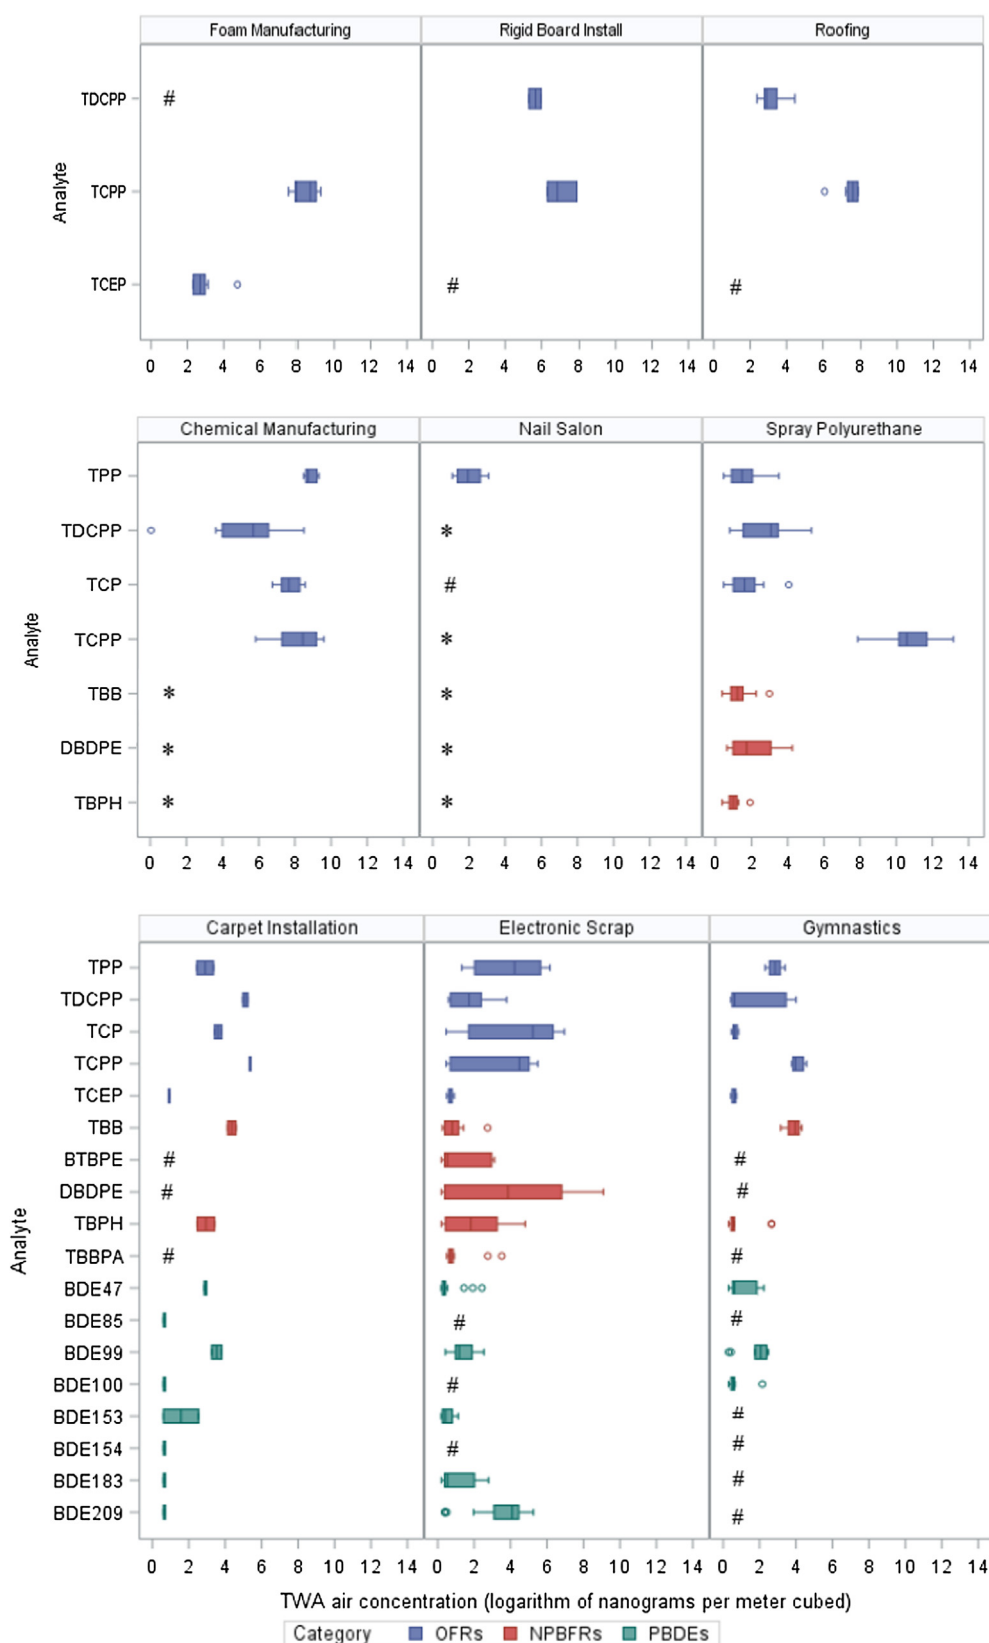 Foam Manufacturing Rigid Board Install Roofing
Analyte
TDCPP #
TCPP
TCEP # #
0 2 4 6 8 10 12 14 0 2 4 6 8 10 12 14 0 2 4 6 8 10 12 14
Chemical Manufacturing Nail Salon Spray Polyurethane
Analyte
TPP
TDCPP *
TCP #
TCPP *
TBB * *
DBDPE * *
TBPH * *
0 2 4 6 8 10 12 14 0 2 4 6 8 10 12 14 0 2 4 6 8 10 12 14
Carpet Installation Electronic Scrap Gymnastics
Analyte
TPP
TDCPP
TCP
TCPP
TCEP
TBB
BTBPE # #
DBDPE # #
TBPH
TBBPA # #
BDE47
BDE85 # #
BDE99
BDE100 #
BDE153 #
BDE154 # #
BDE183 #
BDE209 #
0 2 4 6 8 10 12 14 0 2 4 6 8 10 12 14 0 2 4 6 8 10 12 14
TWA air concentration (logarithm of nanograms per meter cubed)
Category OFRs NPBFRs PBDEs